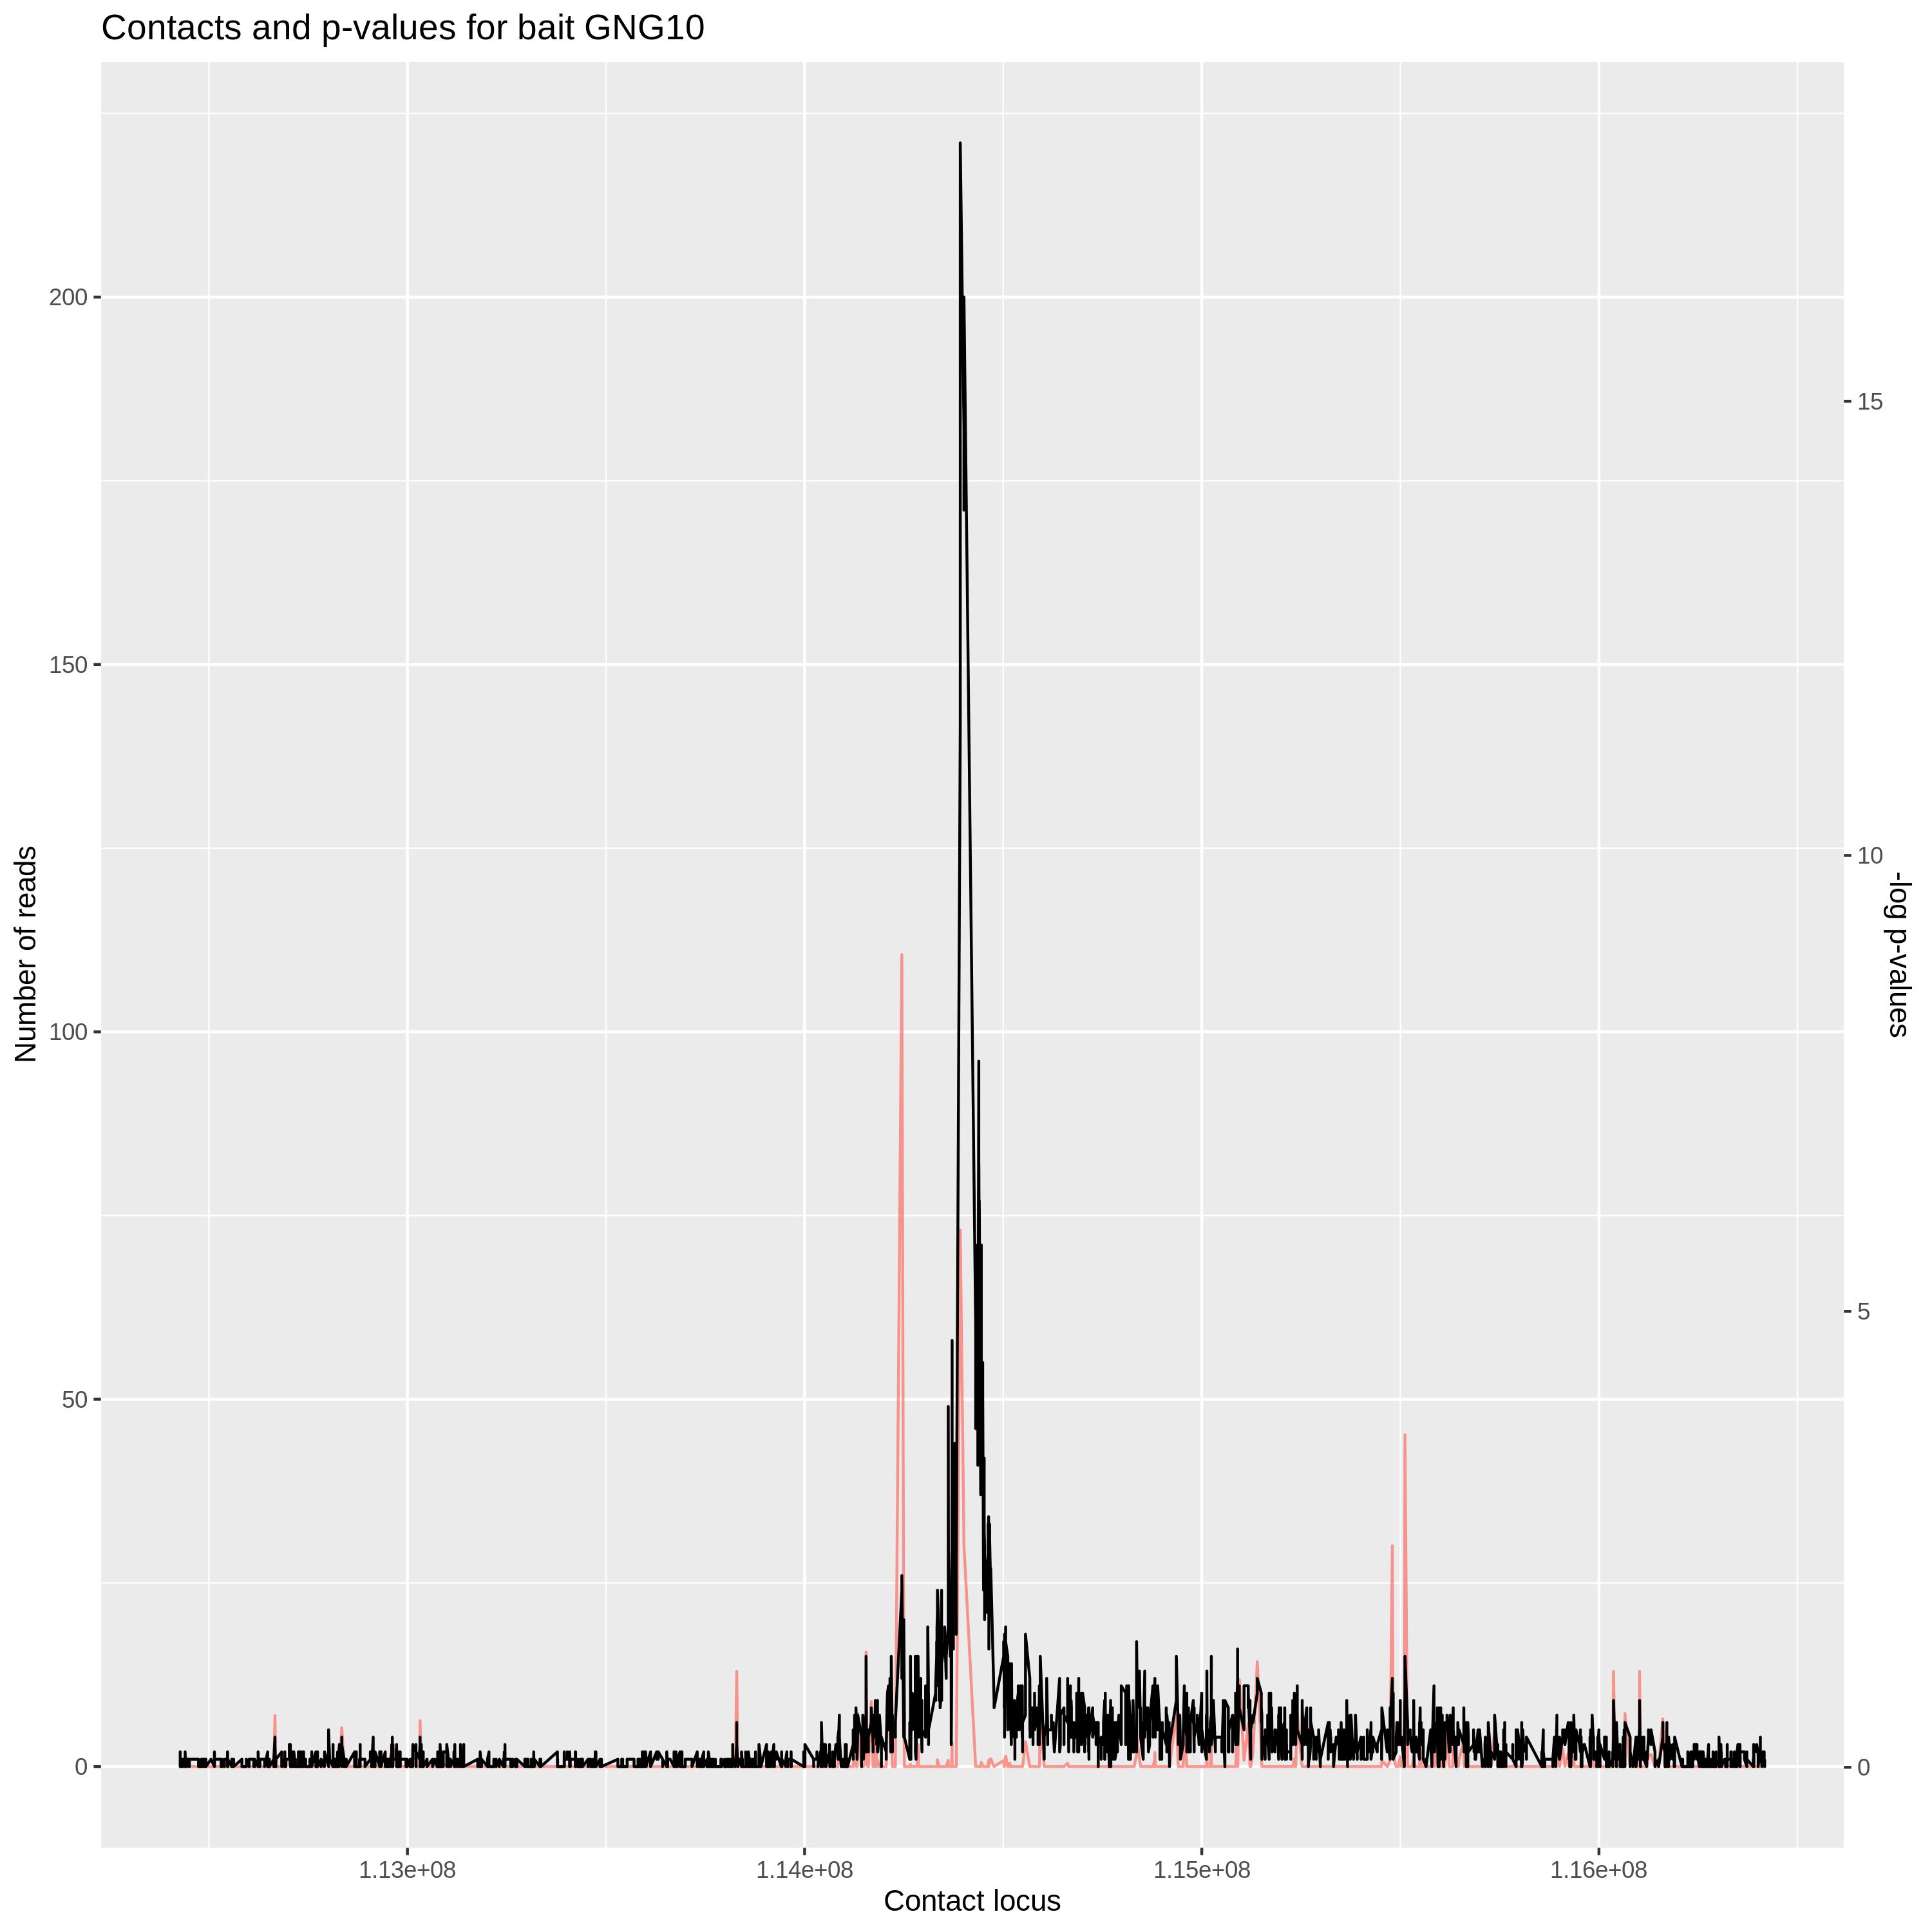 Contacts and p-values for bait GNG10
Number of reads
200
150
100
50
0
15
10
5
0
-log p-values
1.13e+08
1.14e+08
1.15e+08
1.16e+08
Contact locus